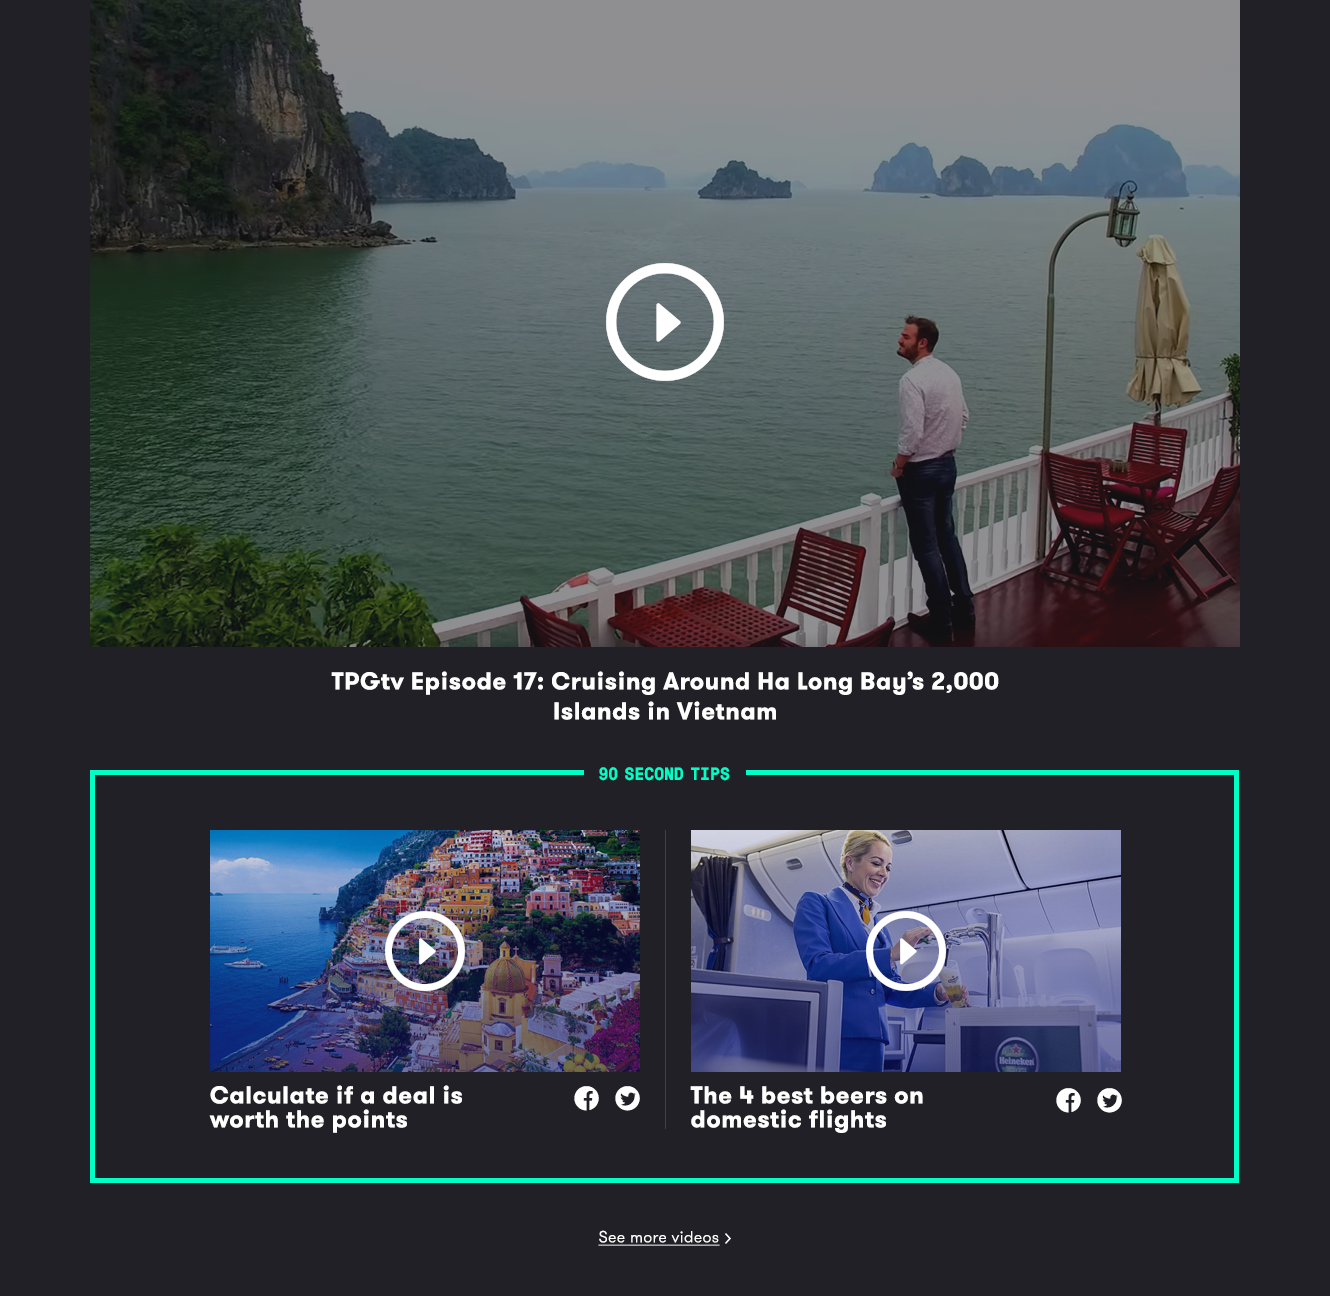 TPGtv Episode 17: Cruising Around Ha Long Bay’s 2,000
Islands in Vietnam
90 SECOND TIPS
Heineken
Calculate if a deal is
worth the points
The 4 best beers on
domestic flights
See more videos